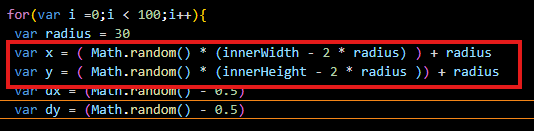 for(var i =0;i < 100;i++){
var radius = 30
var x = ( Math.random() * (innerWidth - 2 * radius) ) + radius
var y = ( Math.random() * (innerHeight - 2 * radius )) + radius
var dx = (Math.random() - 0.5)
var dy = (Math.random() - 0.5)